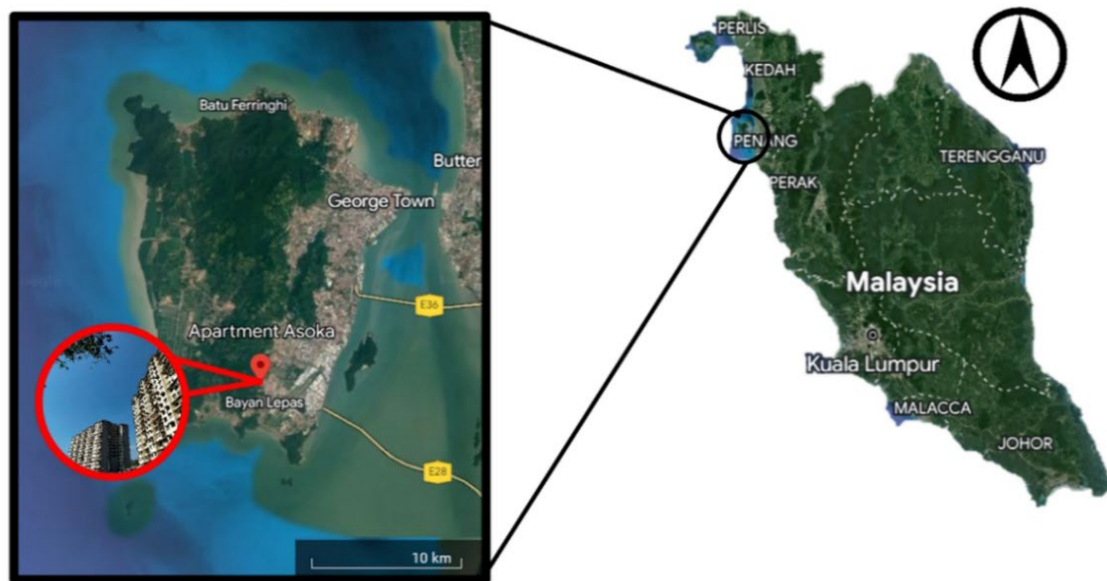 Batu Ferringhi
Butter
George Town
E36
Apartment Asoka
Bayan Lepas
E28
10 km
PERLIS
KEDAH
PENANG
TERENGGANU
PERAK
Malaysia
Kuala Lumpur
MALACCA
JOHOR